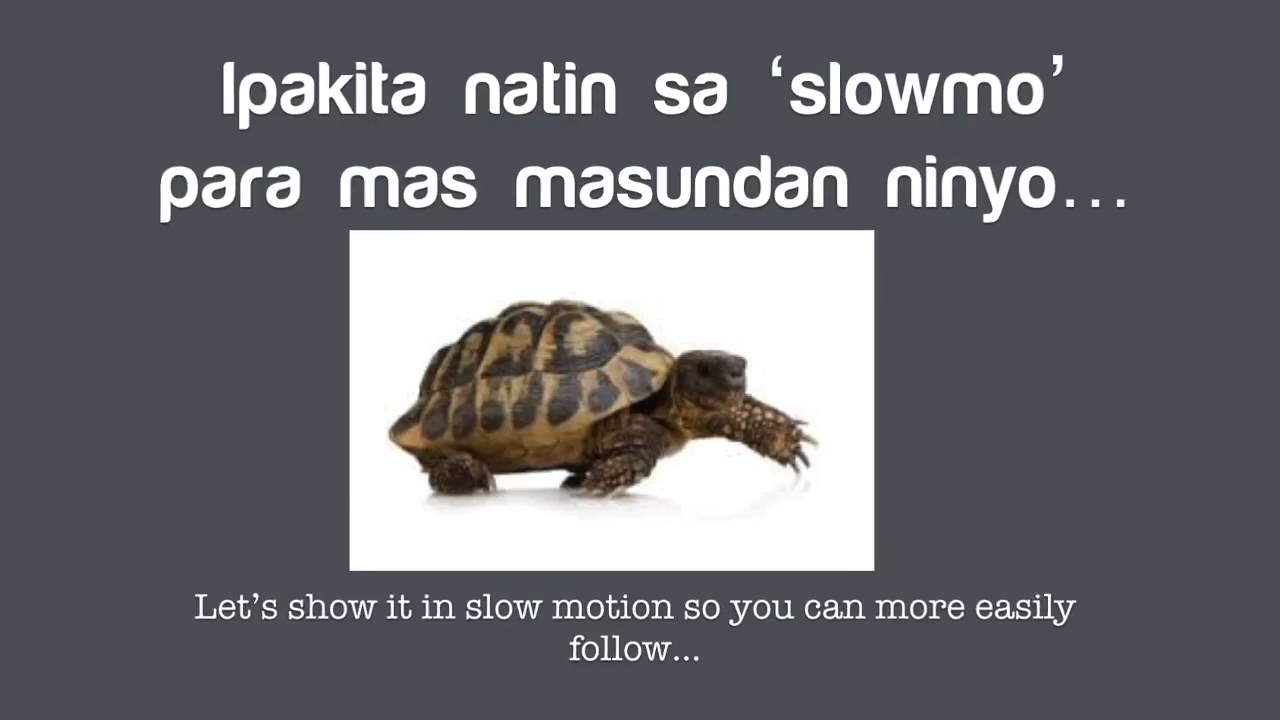 Ipakita natin sa ‘slowmo’
para mas masundan ninyo...
Let’s show it in slow motion so you can more easily
follow...